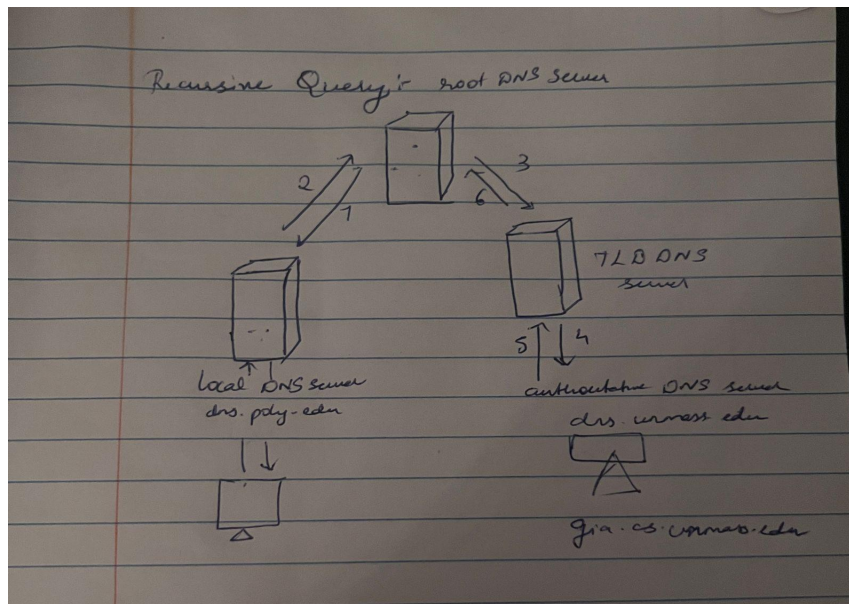 Recursive Query:- root DNS server
2
3
1
6
TLD DNS
server
5
4
local DNS server
dns.poly-edu
authoutative DNS server
dns.umass edu
gia.cs.umass.edu